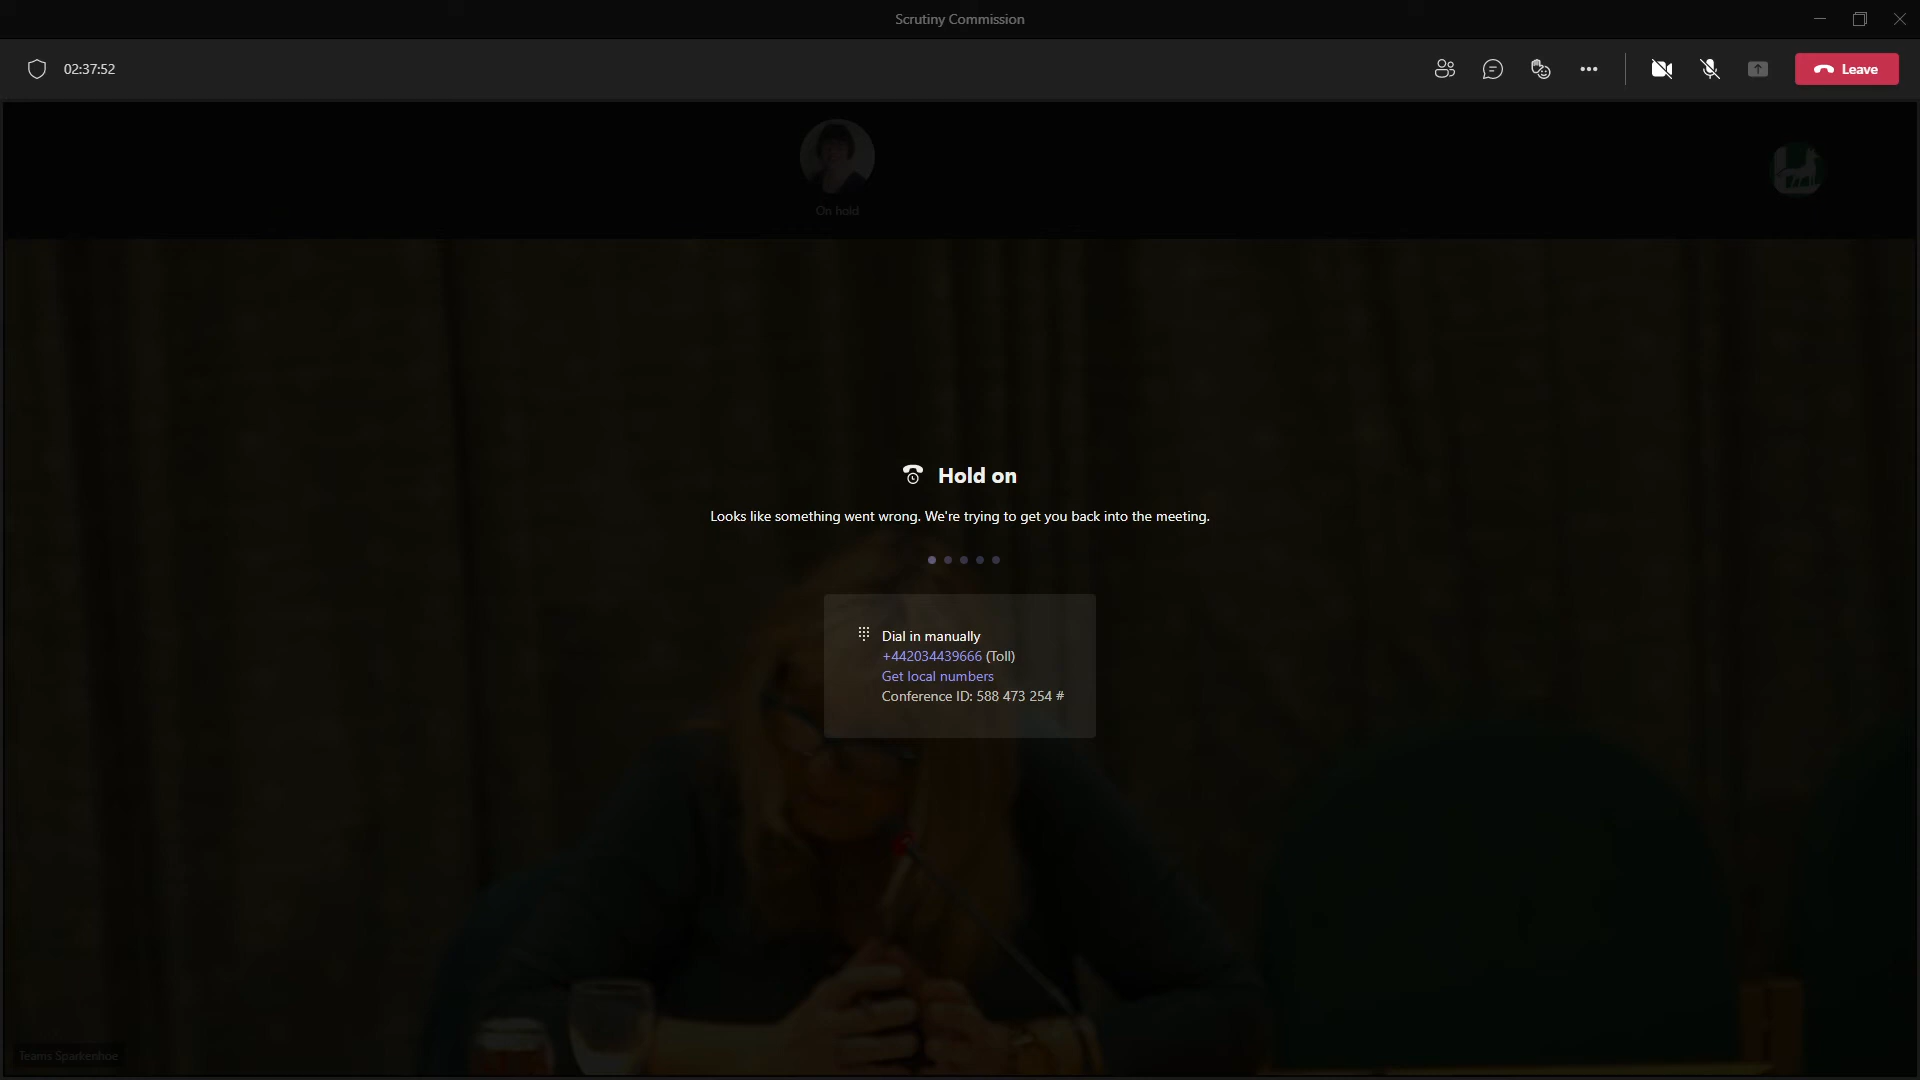 Scrutiny Commission
02:37:52
Leave
On hold
Hold on
Looks like something went wrong. We're trying to get you back into the meeting.
Dial in manually
+442034439666 (Toll)
Get local numbers
Conference ID: 588 473 254 #
Teams Sparkenhoe